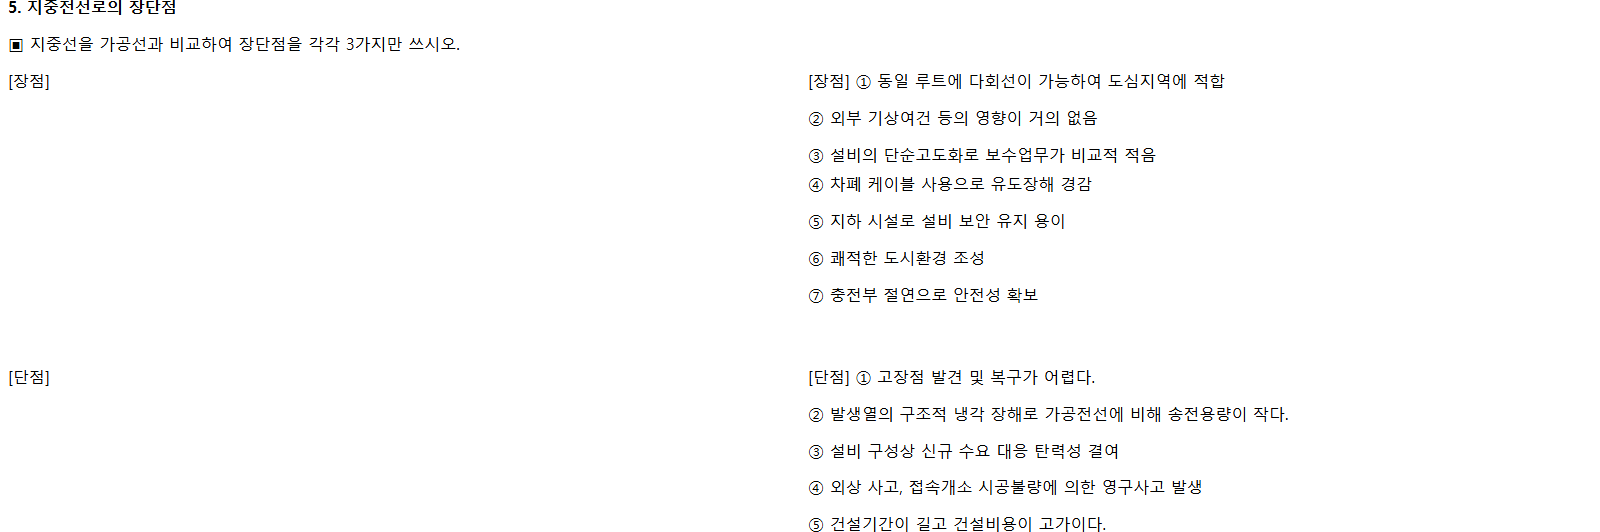 5. 지중전선로의 장단점
▣ 지중선을 가공선과 비교하여 장단점을 각각 3가지만 쓰시오.
[장점]
[장점] ① 동일 루트에 다회선이 가능하여 도심지역에 적합
② 외부 기상여건 등의 영향이 거의 없음
③ 설비의 단순고도화로 보수업무가 비교적 적음
④ 차폐 케이블 사용으로 유도장해 경감
⑤ 지하 시설로 설비 보안 유지 용이
⑥ 쾌적한 도시환경 조성
⑦ 충전부 절연으로 안전성 확보
[단점]
[단점] ① 고장점 발견 및 복구가 어렵다.
② 발생열의 구조적 냉각 장해로 가공전선에 비해 송전용량이 작다.
③ 설비 구성상 신규 수요 대응 탄력성 결여
④ 외상 사고, 접속개소 시공불량에 의한 영구사고 발생
⑤ 건설기간이 길고 건설비용이 고가이다.